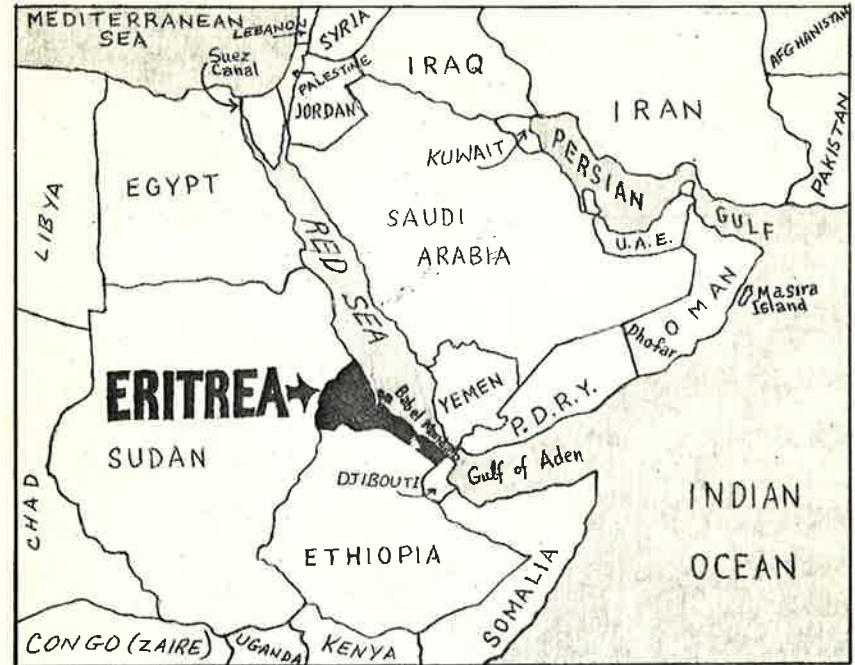 MEDITERRANEAN
SEA
LEBANON
SYRIA
Suez
Canal
PALESTINE
JORDAN
IRAQ
IRAN
AFGHANISTAN
PAKISTAN
KUWAIT
PERSIAN
GULF
LIBYA
EGYPT
SAUDI
ARABIA
U.A.E.
RED SEA
OMAN
Masira
Island
Dhofar
ERITREA
YEMEN
P.D.R.Y.
Babel
SUDAN
DJIBOUTI
Gulf of Aden
CHAD
ETHIOPIA
SOMALIA
INDIAN
OCEAN
CONGO (ZAIRE)
UGANDA
KENYA